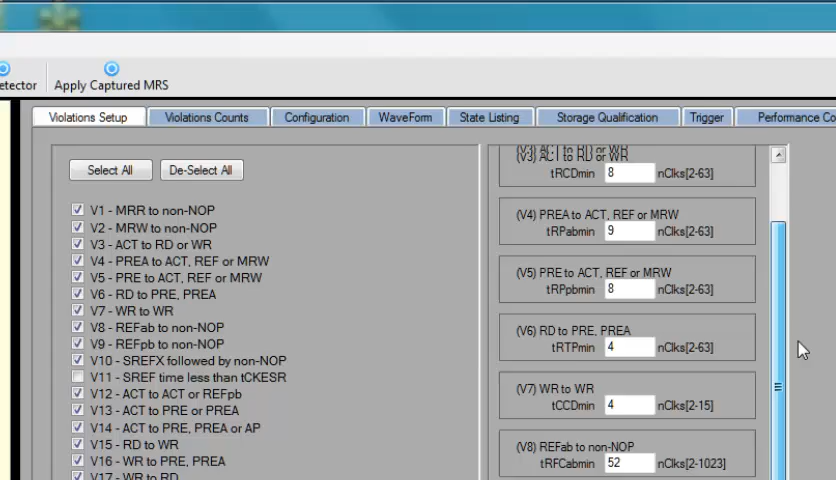 etector
Apply Captured MRS
Violations Setup
Violations Counts
Configuration
WaveForm
State Listing
Storage Qualification
Trigger
Performance Co
Select All
De-Select All
V1 - MRR to non-NOP
V2 - MRW to non-NOP
V3 - ACT to RD or WR
V4 - PREA to ACT, REF or MRW
V5 - PRE to ACT, REF or MRW
V6 - RD to PRE, PREA
V7 - WR to WR
V8 - REFab to non-NOP
V9 - REFpb to non-NOP
V10 - SREFX followed by non-NOP
V11 - SREF time less than tCKESR
V12 - ACT to ACT or REFpb
V13 - ACT to PRE or PREA
V14 - ACT to PRE, PREA or AP
V15 - RD to WR
V16 - WR to PRE, PREA
V17 - WR to RD
(V3) ACT to RD or WR
tRCDmin 8 nClks[2-63]
(V4) PREA to ACT, REF or MRW
tRPabmin 9 nClks[2-63]
(V5) PRE to ACT, REF or MRW
tRPpbmin 8 nClks[2-63]
(V6) RD to PRE, PREA
tRTPmin 4 nClks[2-63]
(V7) WR to WR
tCCDmin 4 nClks[2-15]
(V8) REFab to non-NOP
tRFCabmin 52 nClks[2-1023]